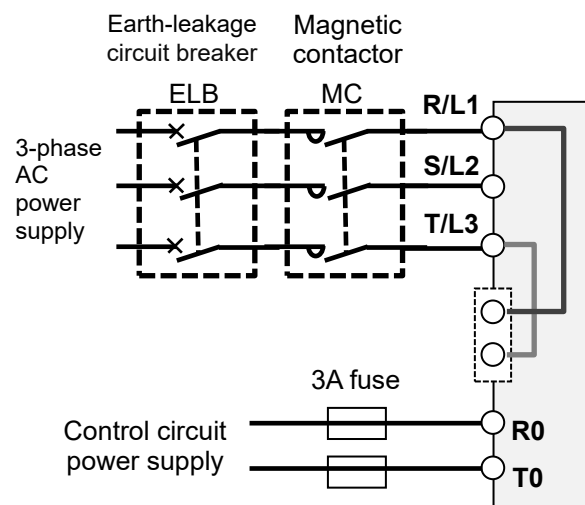 Earth-leakage
circuit breaker
Magnetic
contactor
ELB
MC
R/L1
3-phase
AC
power
supply
S/L2
T/L3
3A fuse
Control circuit
power supply
R0
T0